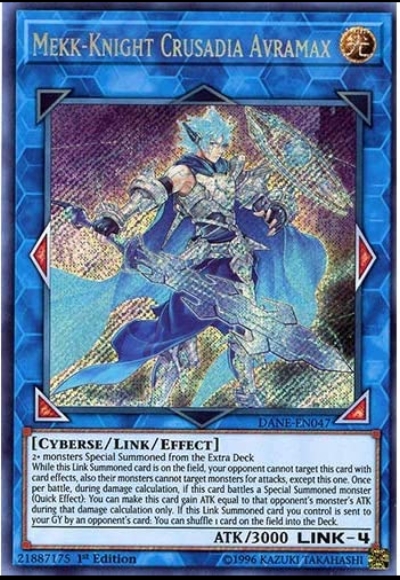 MEKK-KNIGHT CRUSADIA AVRAMAX
光
DANE-EN047
[CYBERSE/LINK/EFFECT]
2+ monsters Special Summoned from the Extra Deck
While this Link Summoned card is on the field, your opponent cannot target this card with
card effects, also their monsters cannot target monsters for attacks, except this one. Once
per battle, during damage calculation, if this card battles a Special Summoned monster
(Quick Effect): You can make this card gain ATK equal to that opponent's monster's ATK
during that damage calculation only. If this Link Summoned card you control is sent to
your GY by an opponent's card: You can shuffle 1 card on the field into the Deck.
ATK/3000 LINK-4
21887175 1st Edition ©1996 KAZUKI TAKAHASHI